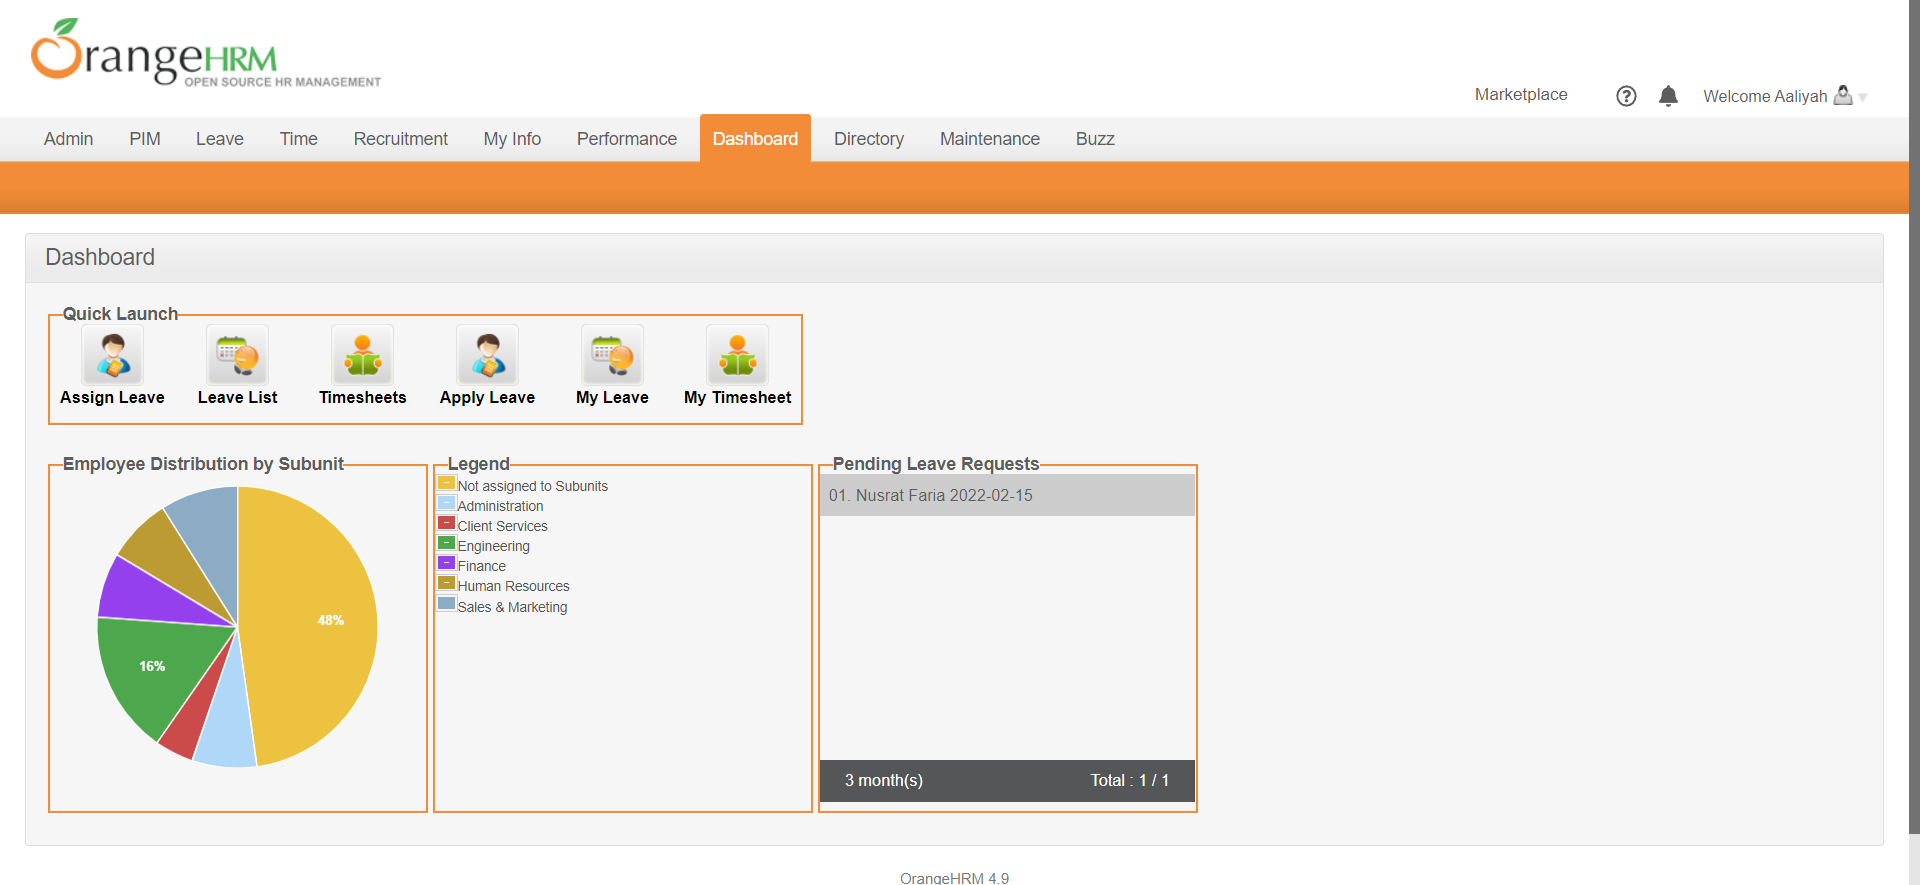 OrangeHRM
OPEN SOURCE HR MANAGEMENT
Marketplace
Welcome Aaliyah
Admin PIM Leave Time Recruitment My Info Performance Dashboard Directory Maintenance Buzz
Dashboard
Quick Launch
Assign Leave Leave List Timesheets Apply Leave My Leave My Timesheet
Employee Distribution by Subunit
48%
16%
Legend
Not assigned to Subunits
Administration
Client Services
Engineering
Finance
Human Resources
Sales & Marketing
Pending Leave Requests
01. Nusrat Faria 2022-02-15
3 month(s) Total : 1 / 1
OrangeHRM 4.9